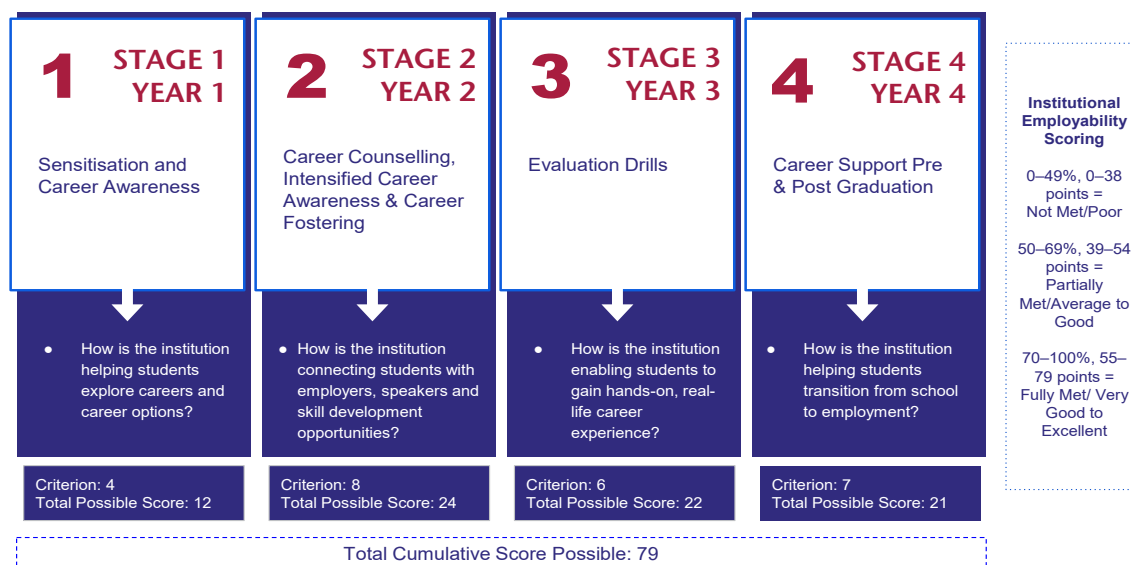 1
STAGE 1
YEAR 1
Sensitisation and
Career Awareness
● How is the institution
helping students
explore careers and
career options?
Criterion: 4
Total Possible Score: 12
2
STAGE 2
YEAR 2
Career Counselling,
Intensified Career
Awareness & Career
Fostering
● How is the institution
connecting students with
employers, speakers and
skill development
opportunities?
Criterion: 8
Total Possible Score: 24
3
STAGE 3
YEAR 3
Evaluation Drills
● How is the institution
enabling students to
gain hands-on, real-
life career
experience?
Criterion: 6
Total Possible Score: 22
4
STAGE 4
YEAR 4
Career Support Pre
& Post Graduation
● How is the institution
helping students
transition from school
to employment?
Criterion: 7
Total Possible Score: 21
Total Cumulative Score Possible: 79
Institutional
Employability
Scoring
0–49%, 0–38
points =
Not Met/Poor
50–69%, 39–54
points =
Partially
Met/Average to
Good
70–100%, 55–
79 points =
Fully Met/ Very
Good to
Excellent